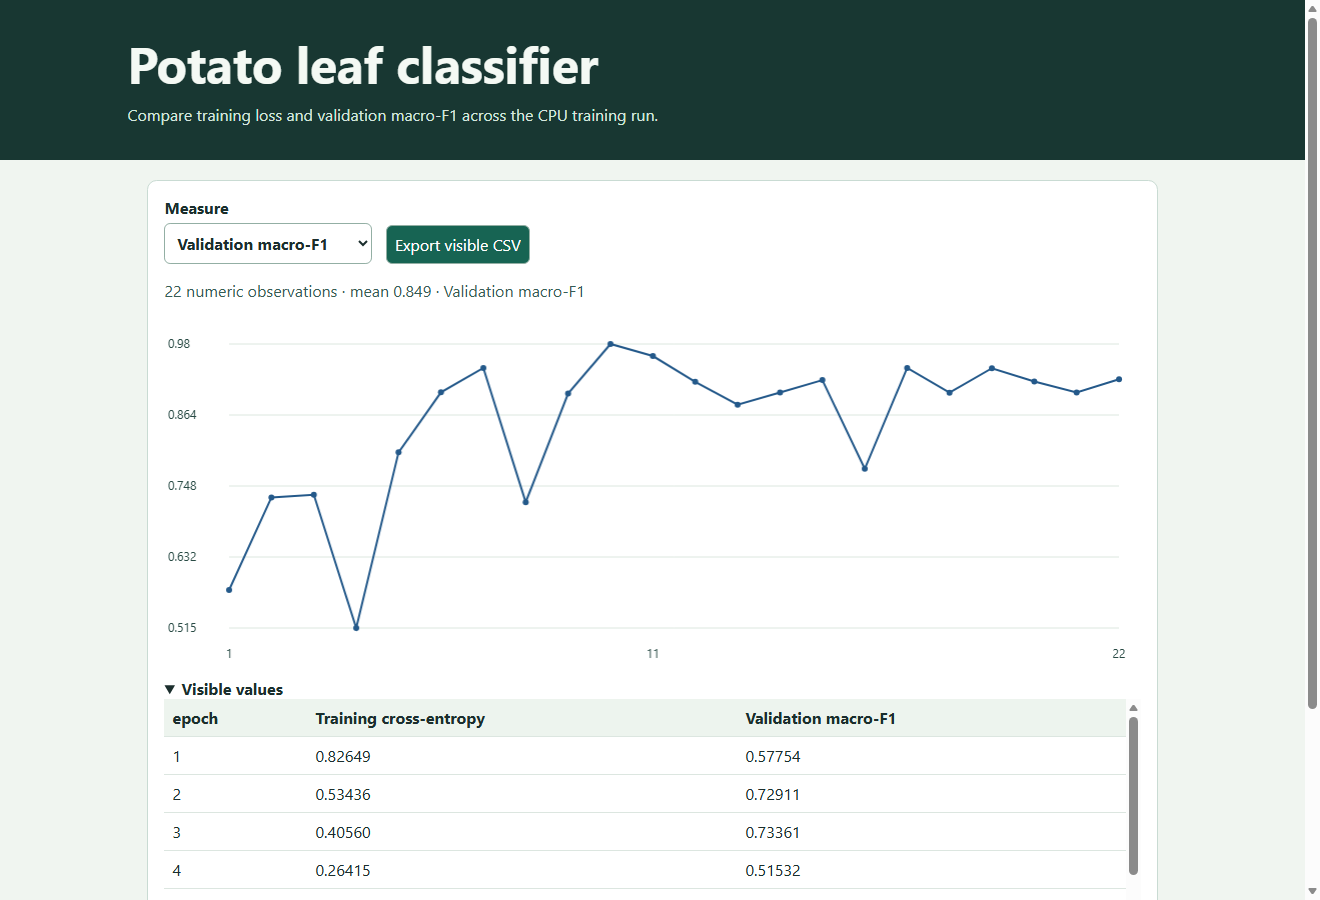 Potato leaf classifier
Compare training loss and validation macro-F1 across the CPU training run.
Measure
Validation macro-F1 Export visible CSV
22 numeric observations · mean 0.849 · Validation macro-F1
0.98
0.864
0.748
0.632
0.515
1 11 22
▼ Visible values
epoch Training cross-entropy Validation macro-F1
1 0.82649 0.57754
2 0.53436 0.72911
3 0.40560 0.73361
4 0.26415 0.51532